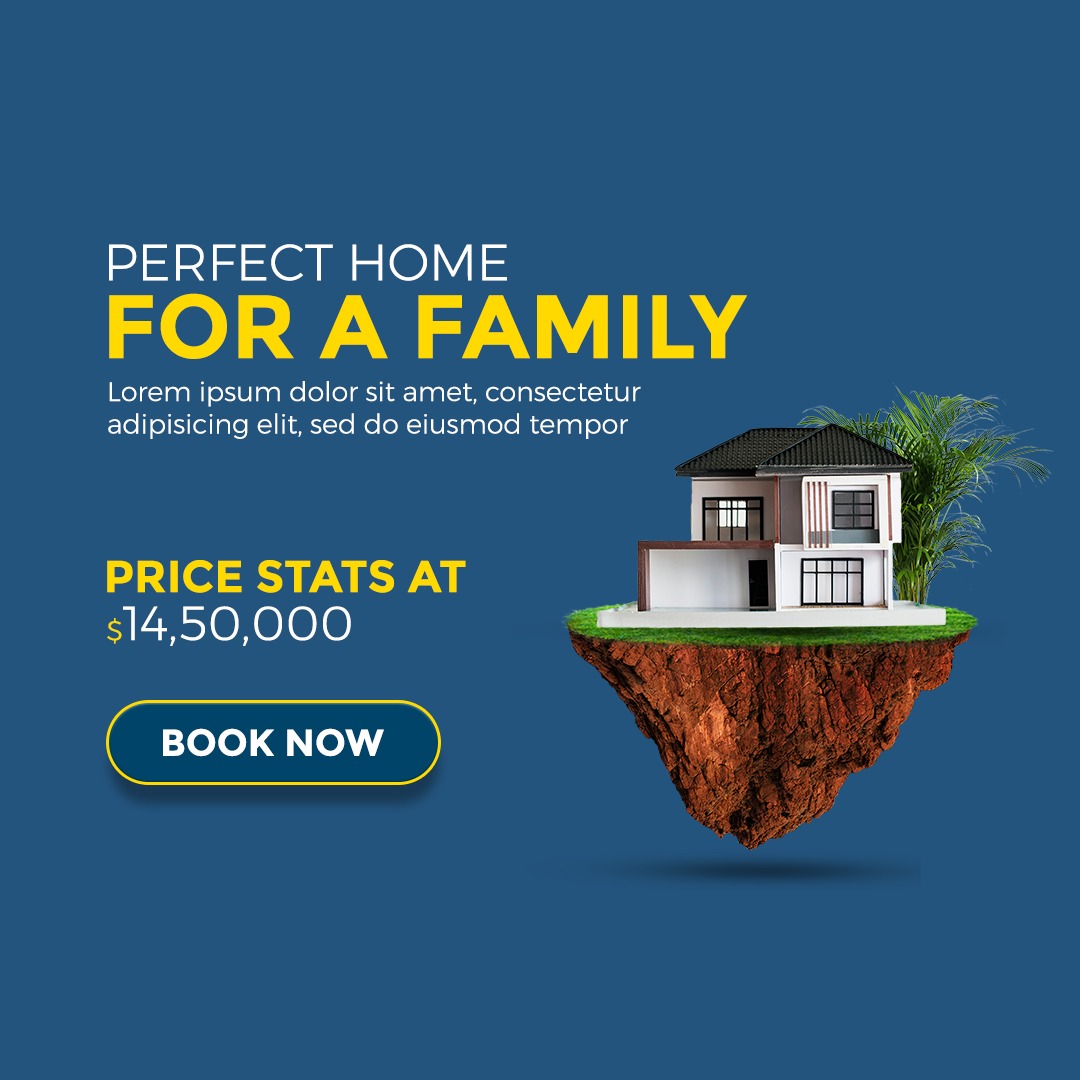 PERFECT HOME
FOR A FAMILY
Lorem ipsum dolor sit amet, consectetur
adipisicing elit, sed do eiusmod tempor
PRICE STATS AT
$14,50,000
BOOK NOW